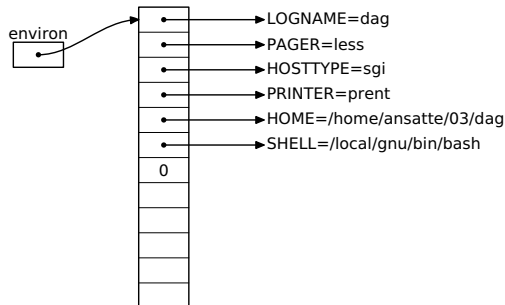 environ
LOGNAME=dag
PAGER=less
HOSTTYPE=sgi
PRINTER=prent
HOME=/home/ansatte/03/dag
SHELL=/local/gnu/bin/bash
0